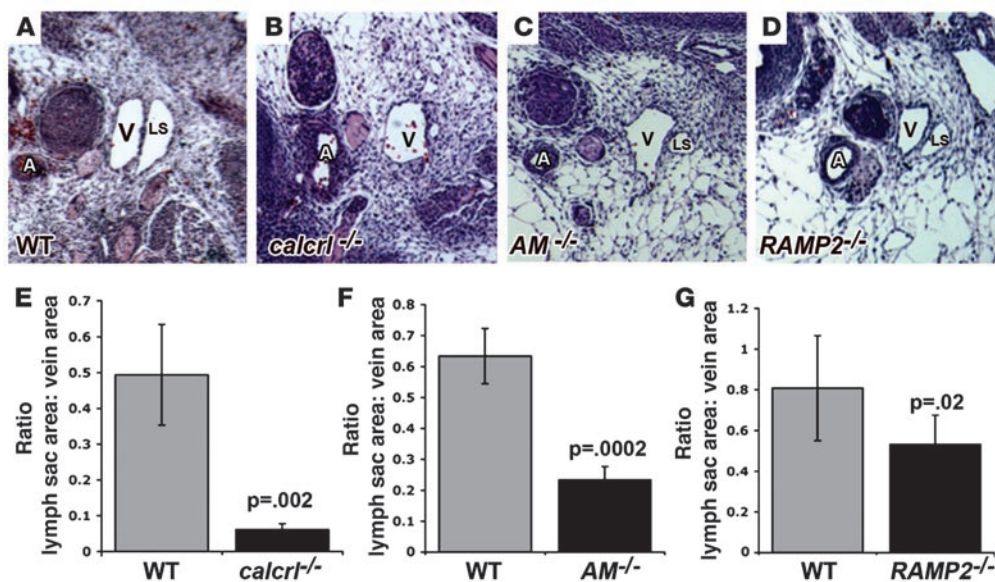 A
B
C
D
V
LS
A
WT
V
A
calcrl -/-
V
LS
A
AM-/-
V
LS
A
RAMP2-/-
E
Ratio
lymph sac area: vein area
0.7
0.6
0.5
0.4
0.3
0.2
0.1
0
p=.002
WT
calcrl-/-
F
Ratio
lymph sac area: vein area
0.8
0.7
0.6
0.5
0.4
0.3
0.2
0.1
0
p=.0002
WT
AM-/-
G
Ratio
lymph sac area: vein area
1.2
1
0.8
0.6
0.4
0.2
0
p=.02
WT
RAMP2-/-